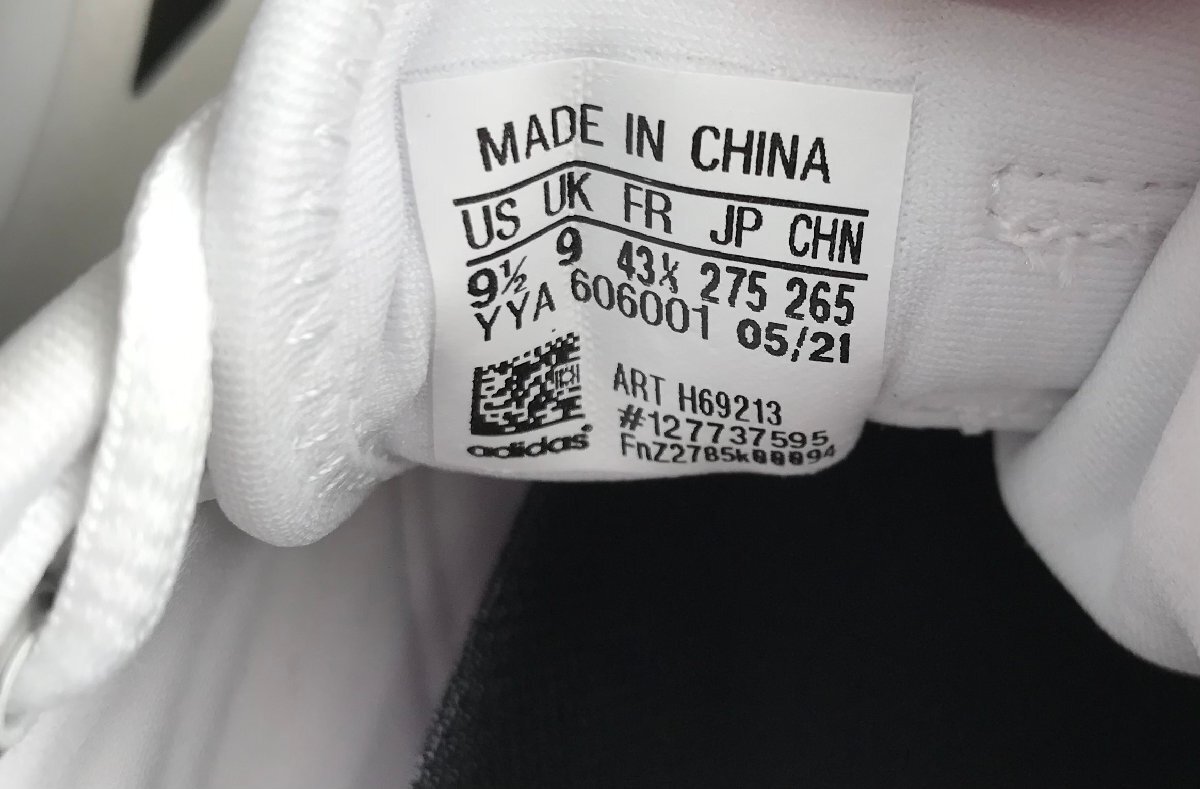 MADE IN CHINA
US UK FR JP CHN
9½ 9 43⅓ 275 265
YYA 606001 05/21
ART H69213
#127737595
adidas